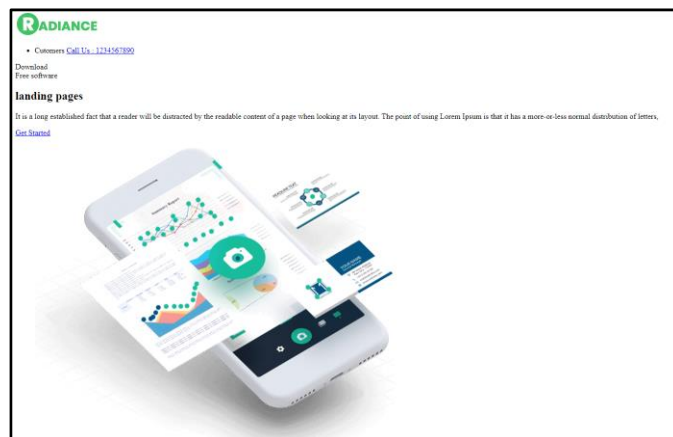 RADIANCE
Cutomers Call Us : 1234567890
Download
Free software
landing pages
It is a long established fact that a reader will be distracted by the readable content of a page when looking at its layout. The point of using Lorem Ipsum is that it has a more-or-less normal distribution of letters,
Get Started
Summary Report